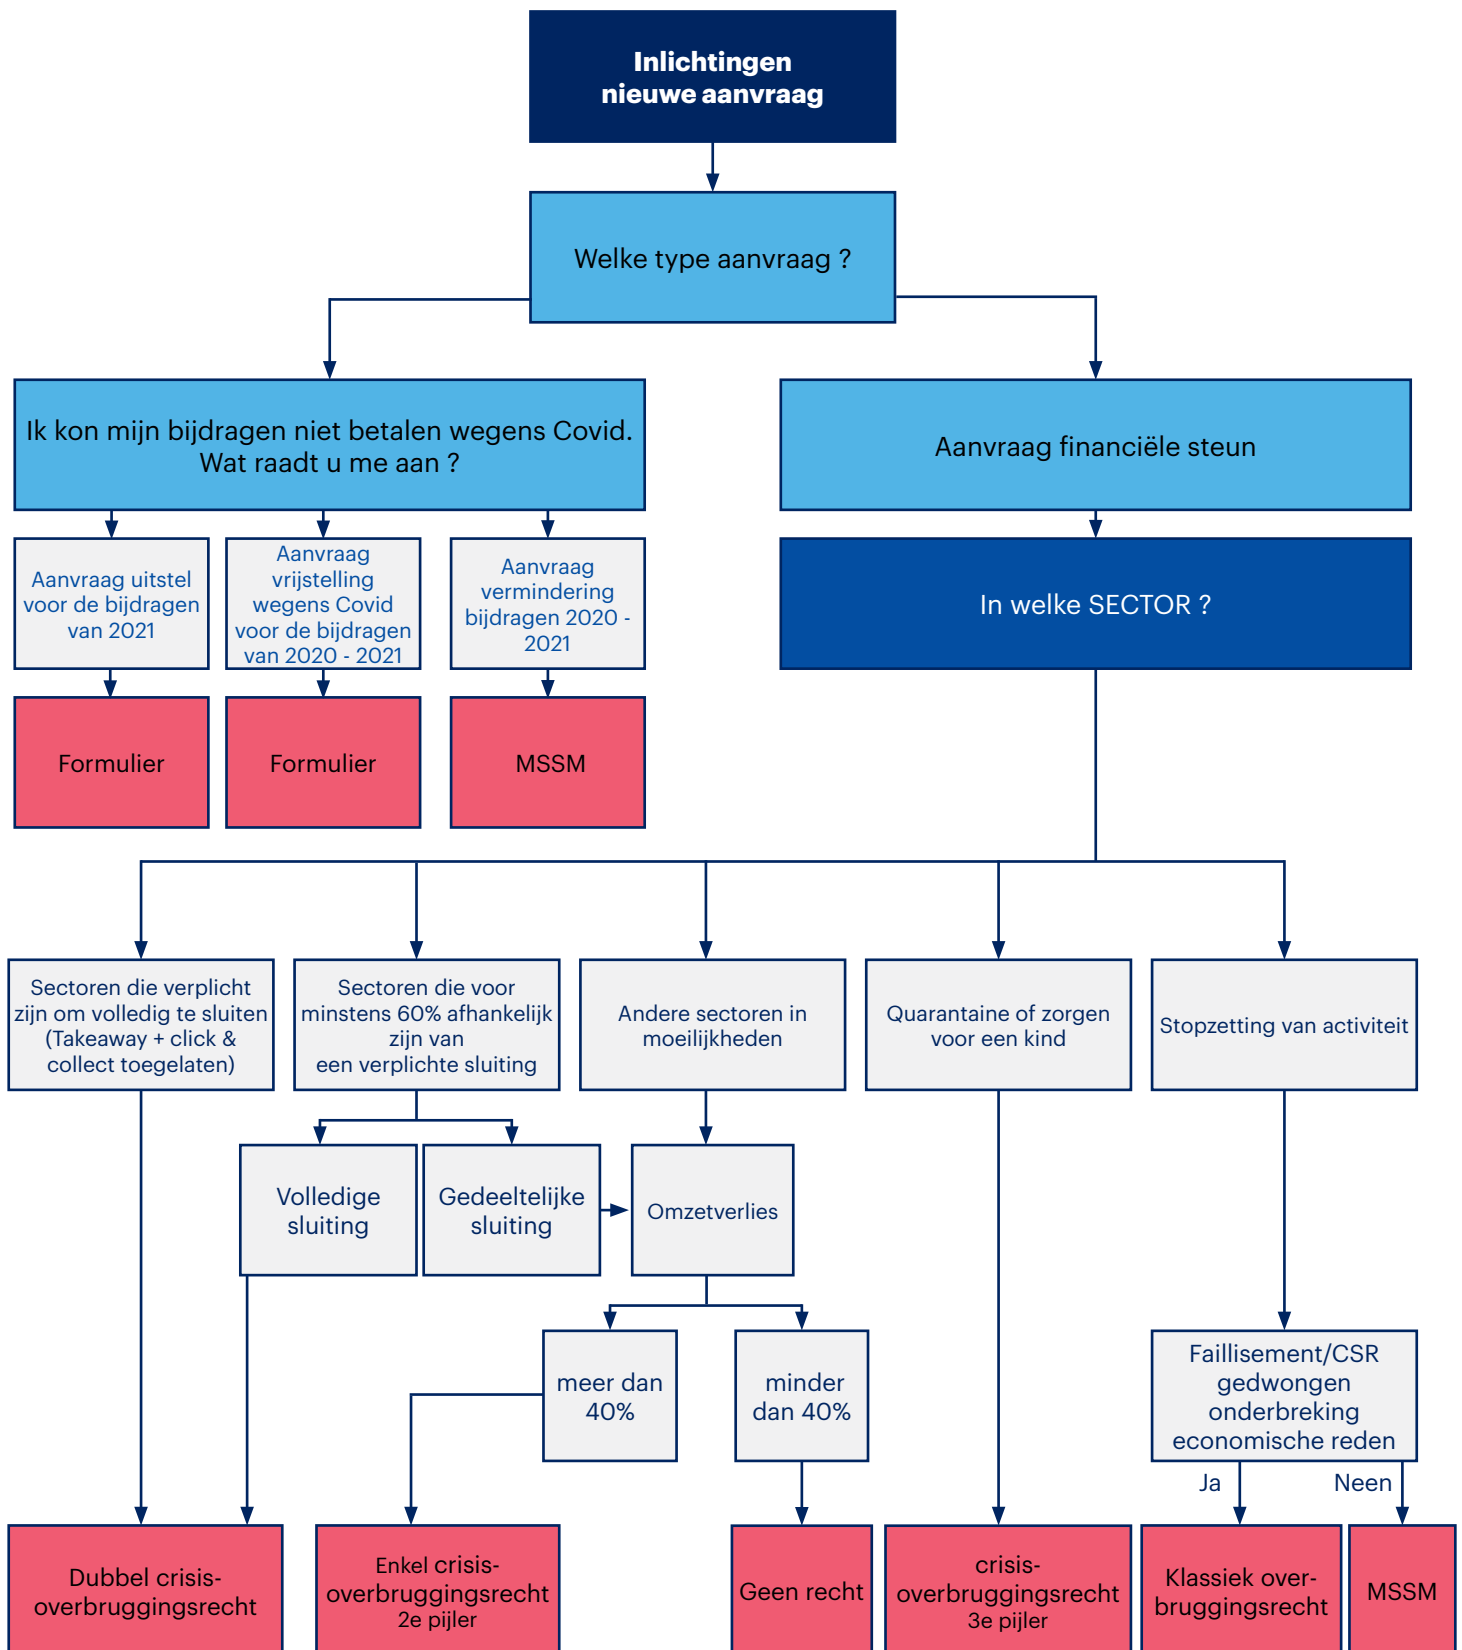 Inlichtingen
nieuwe aanvraag
Welke type aanvraag ?
Ik kon mijn bijdragen niet betalen wegens Covid.
Wat raadt u me aan ?
Aanvraag financiële steun
Aanvraag uitstel
voor de bijdragen
van 2021
Aanvraag
vrijstelling
wegens Covid
voor de bijdragen
van 2020 - 2021
Aanvraag
vermindering
bijdragen 2020 -
2021
In welke SECTOR ?
Formulier
Formulier
MSSM
Sectoren die verplicht
zijn om volledig te sluiten
(Takeaway + click &
collect toegelaten)
Sectoren die voor
minstens 60% afhankelijk
zijn van
een verplichte sluiting
Andere sectoren in
moeilijkheden
Quarantaine of zorgen
voor een kind
Stopzetting van activiteit
Volledige
sluiting
Gedeeltelijke
sluiting
Omzetverlies
meer dan
40%
minder
dan 40%
Faillisement/CSR
gedwongen
onderbreking
economische reden
Ja
Neen
Dubbel crisis-
overbruggingsrecht
Enkel crisis-
overbruggingsrecht
2e pijler
Geen recht
crisis-
overbruggingsrecht
3e pijler
Klassiek over-
bruggingsrecht
MSSM